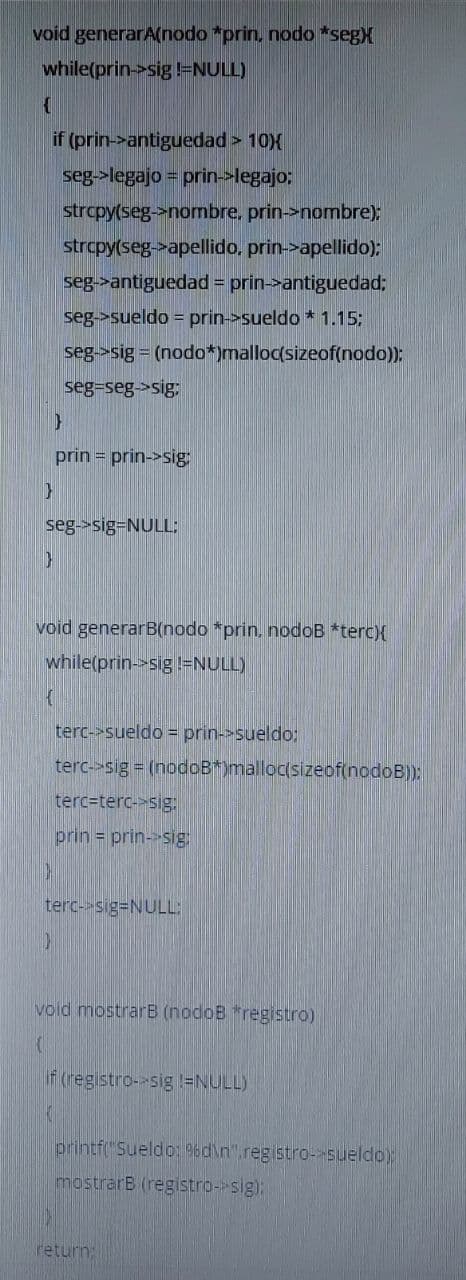 void generarA(nodo *prin, nodo *seg){
while(prin->sig !=NULL)
{
if (prin->antiguedad > 10){
seg->legajo = prin->legajo;
strcpy(seg->nombre, prin->nombre);
strcpy(seg->apellido, prin->apellido);
seg->antiguedad = prin->antiguedad;
seg->sueldo = prin->sueldo * 1.15;
seg->sig = (nodo*)malloc(sizeof(nodo));
seg=seg->sig;
}
prin = prin->sig;
}
seg->sig=NULL;
}
void generarB(nodo *prin, nodoB *terc){
while(prin->sig !=NULL)
{
terc->sueldo = prin->sueldo;
terc->sig = (nodoB*)malloc(sizeof(nodoB));
terc=terc->sig;
prin = prin->sig;
}
terc->sig=NULL;
}
void mostrarB (nodoB *registro)
{
if (registro->sig !=NULL)
{
printf("Sueldo: %d\n",registro->sueldo);
mostrarB (registro->sig);
}
return;